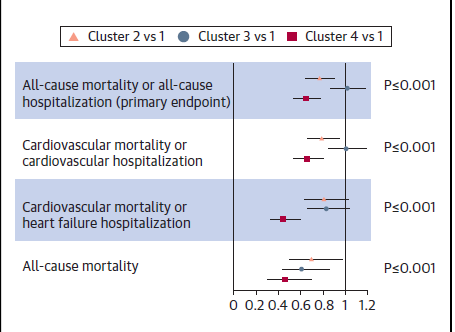 Cluster 2 vs 1 Cluster 3 vs 1 Cluster 4 vs 1
All-cause mortality or all-cause
hospitalization (primary endpoint)
P≤0.001
Cardiovascular mortality or
cardiovascular hospitalization
P≤0.001
Cardiovascular mortality or
heart failure hospitalization
P≤0.001
All-cause mortality
P≤0.001
0 0.2 0.4 0.6 0.8 1 1.2